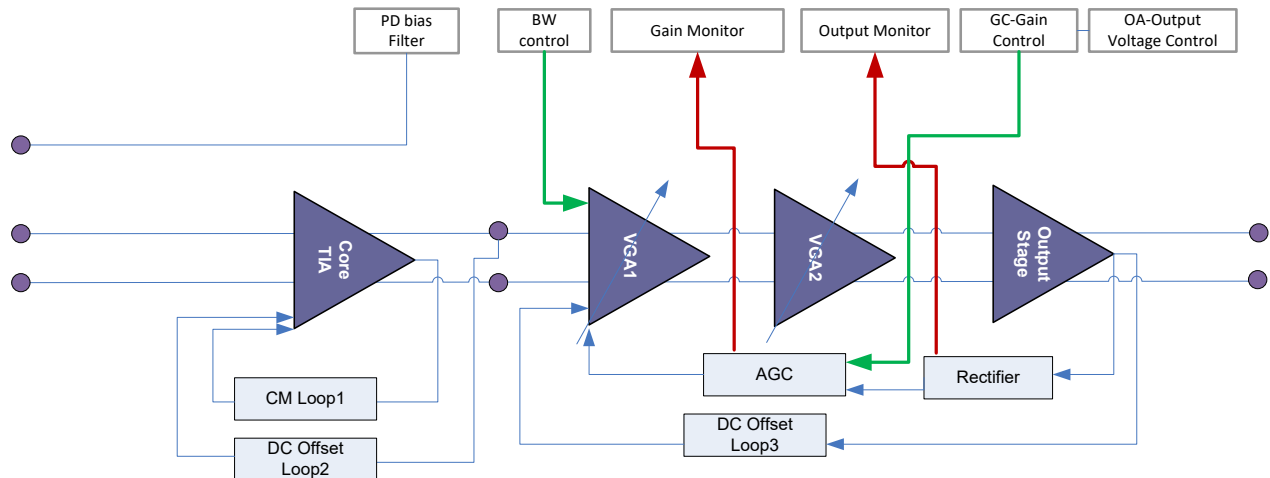 PD bias
Filter
BW
control
Gain Monitor
Output Monitor
GC-Gain
Control
OA-Output
Voltage Control
Core
TIA
VGA1
VGA2
Output
Stage
AGC
Rectifier
CM Loop1
DC Offset
Loop2
DC Offset
Loop3